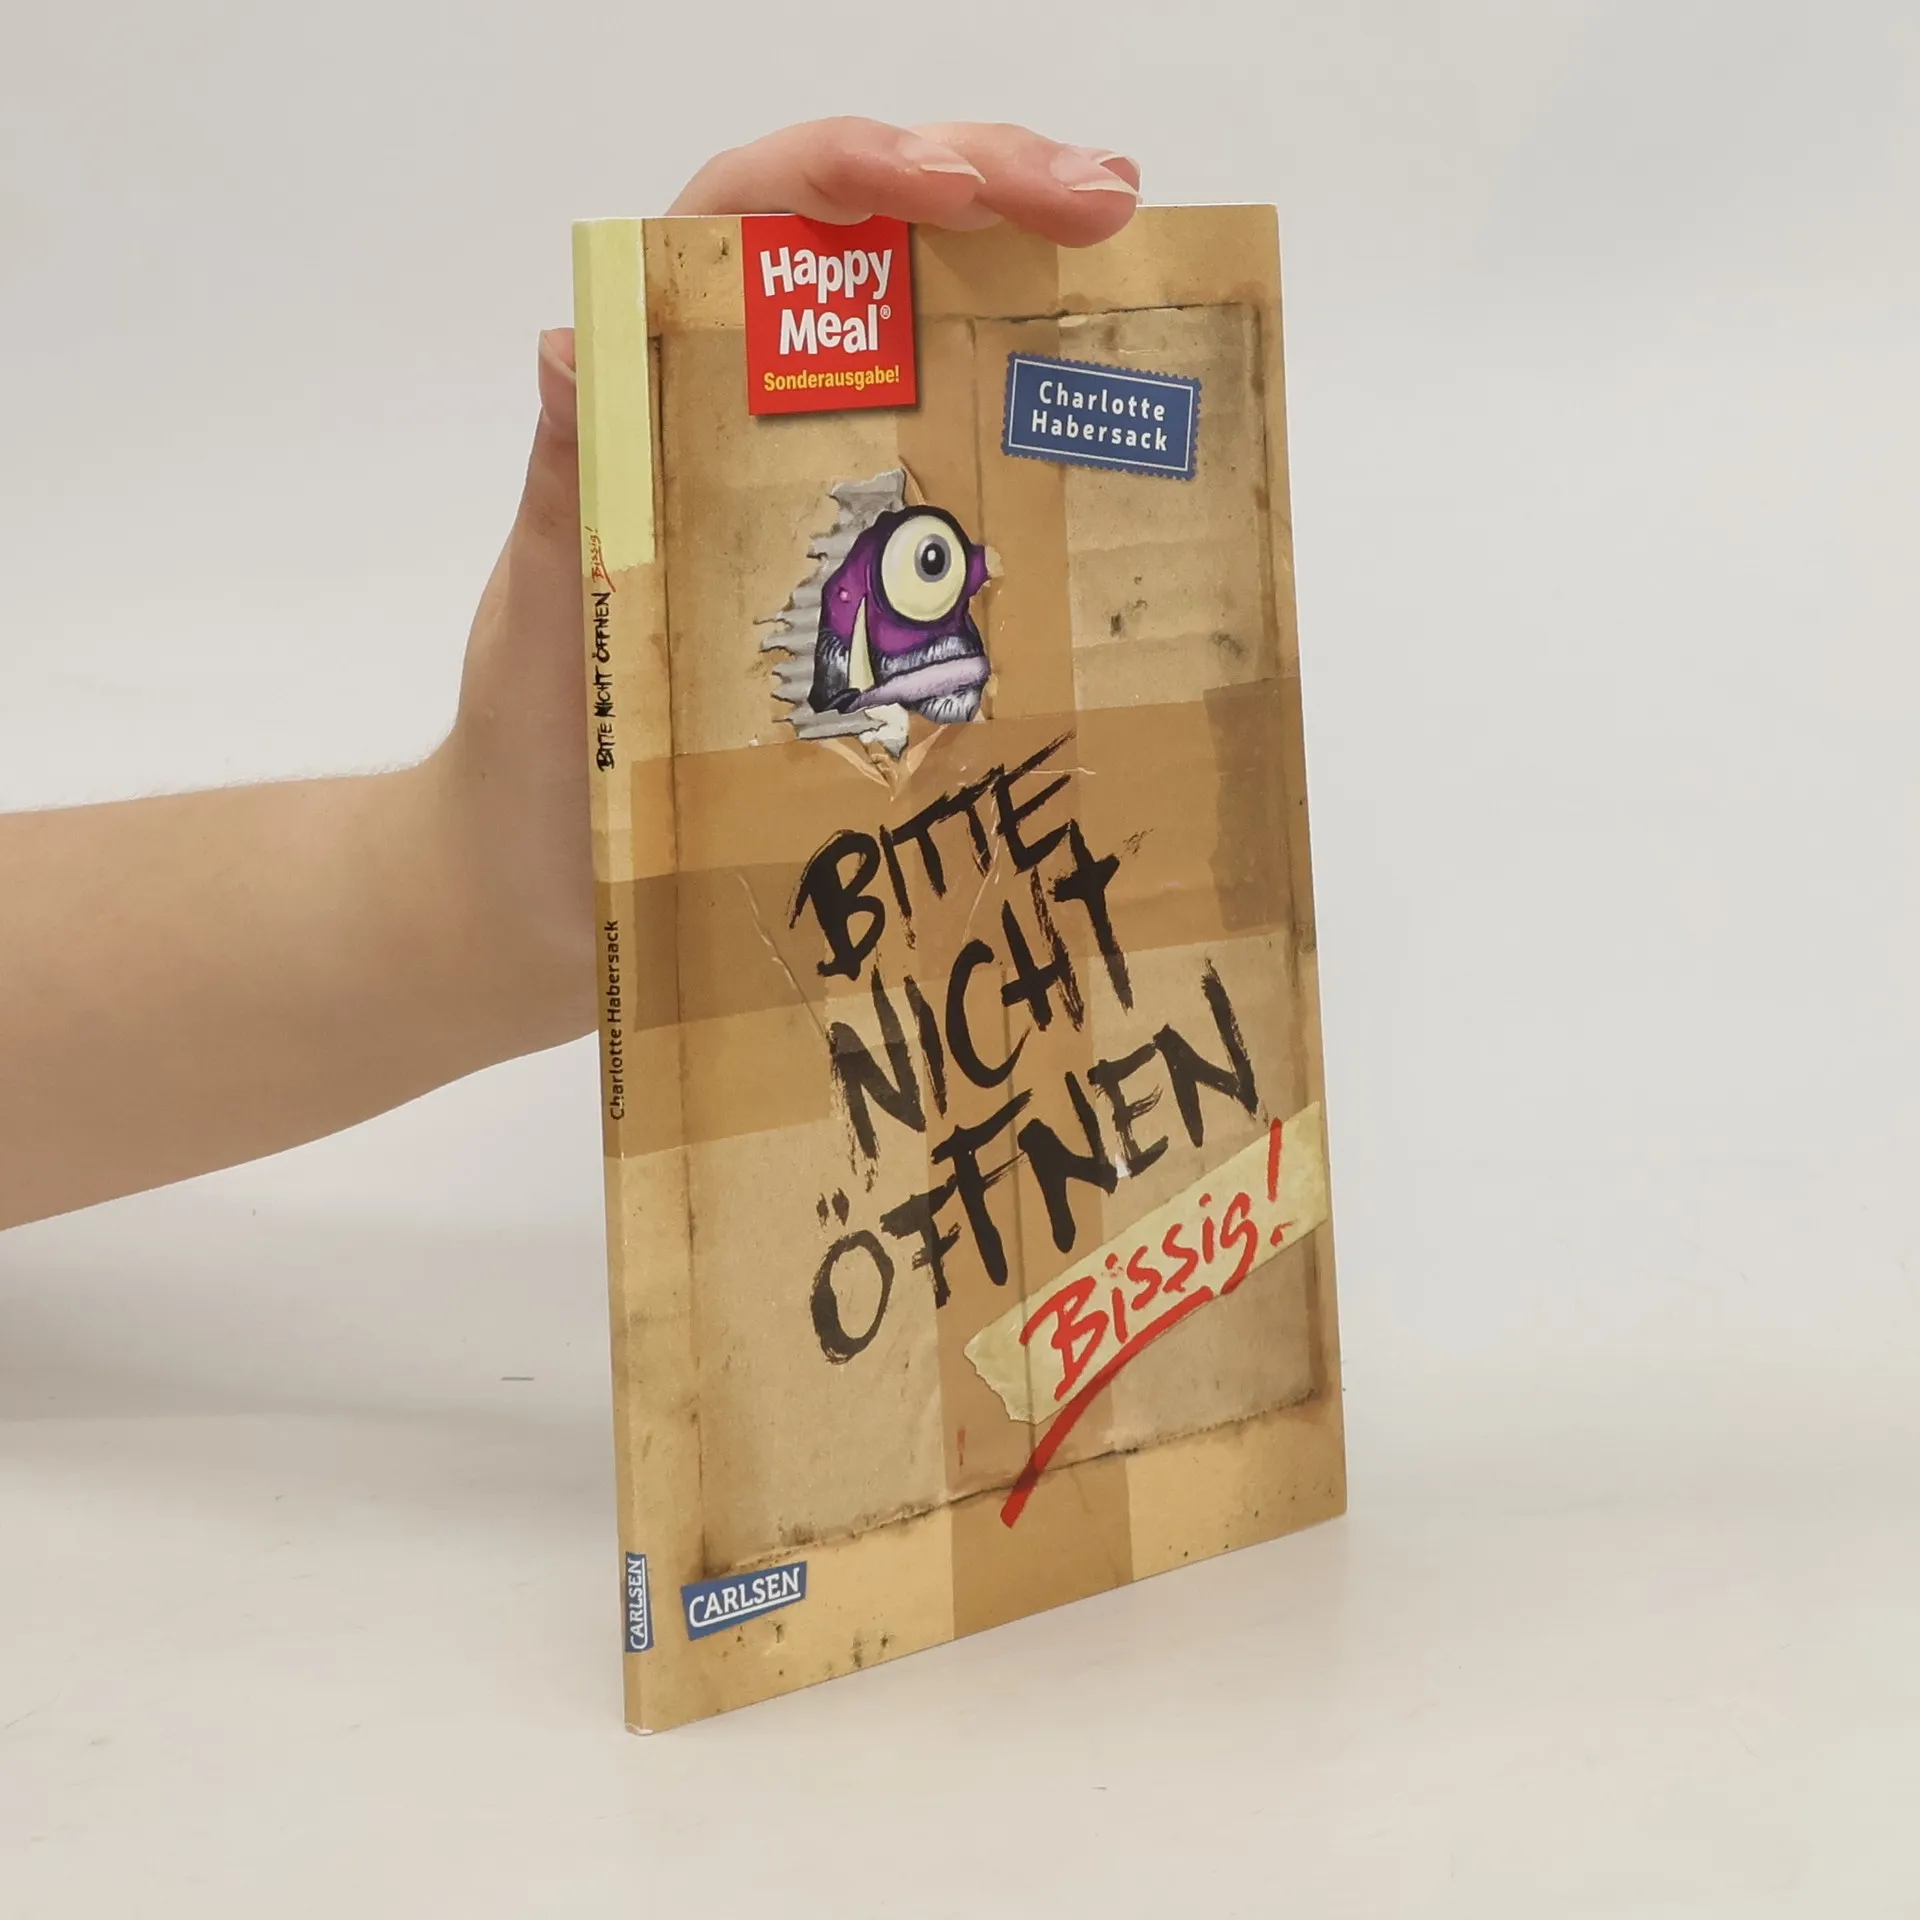 Happy
Meal®
Sonderausgabe!
Charlotte
Habersack
BITTE
NICHT
ÖFFNEN
Bissig!
CARLSEN
BITTE NICHT ÖFFNEN Bissig!
Charlotte Habersack
CARLSEN